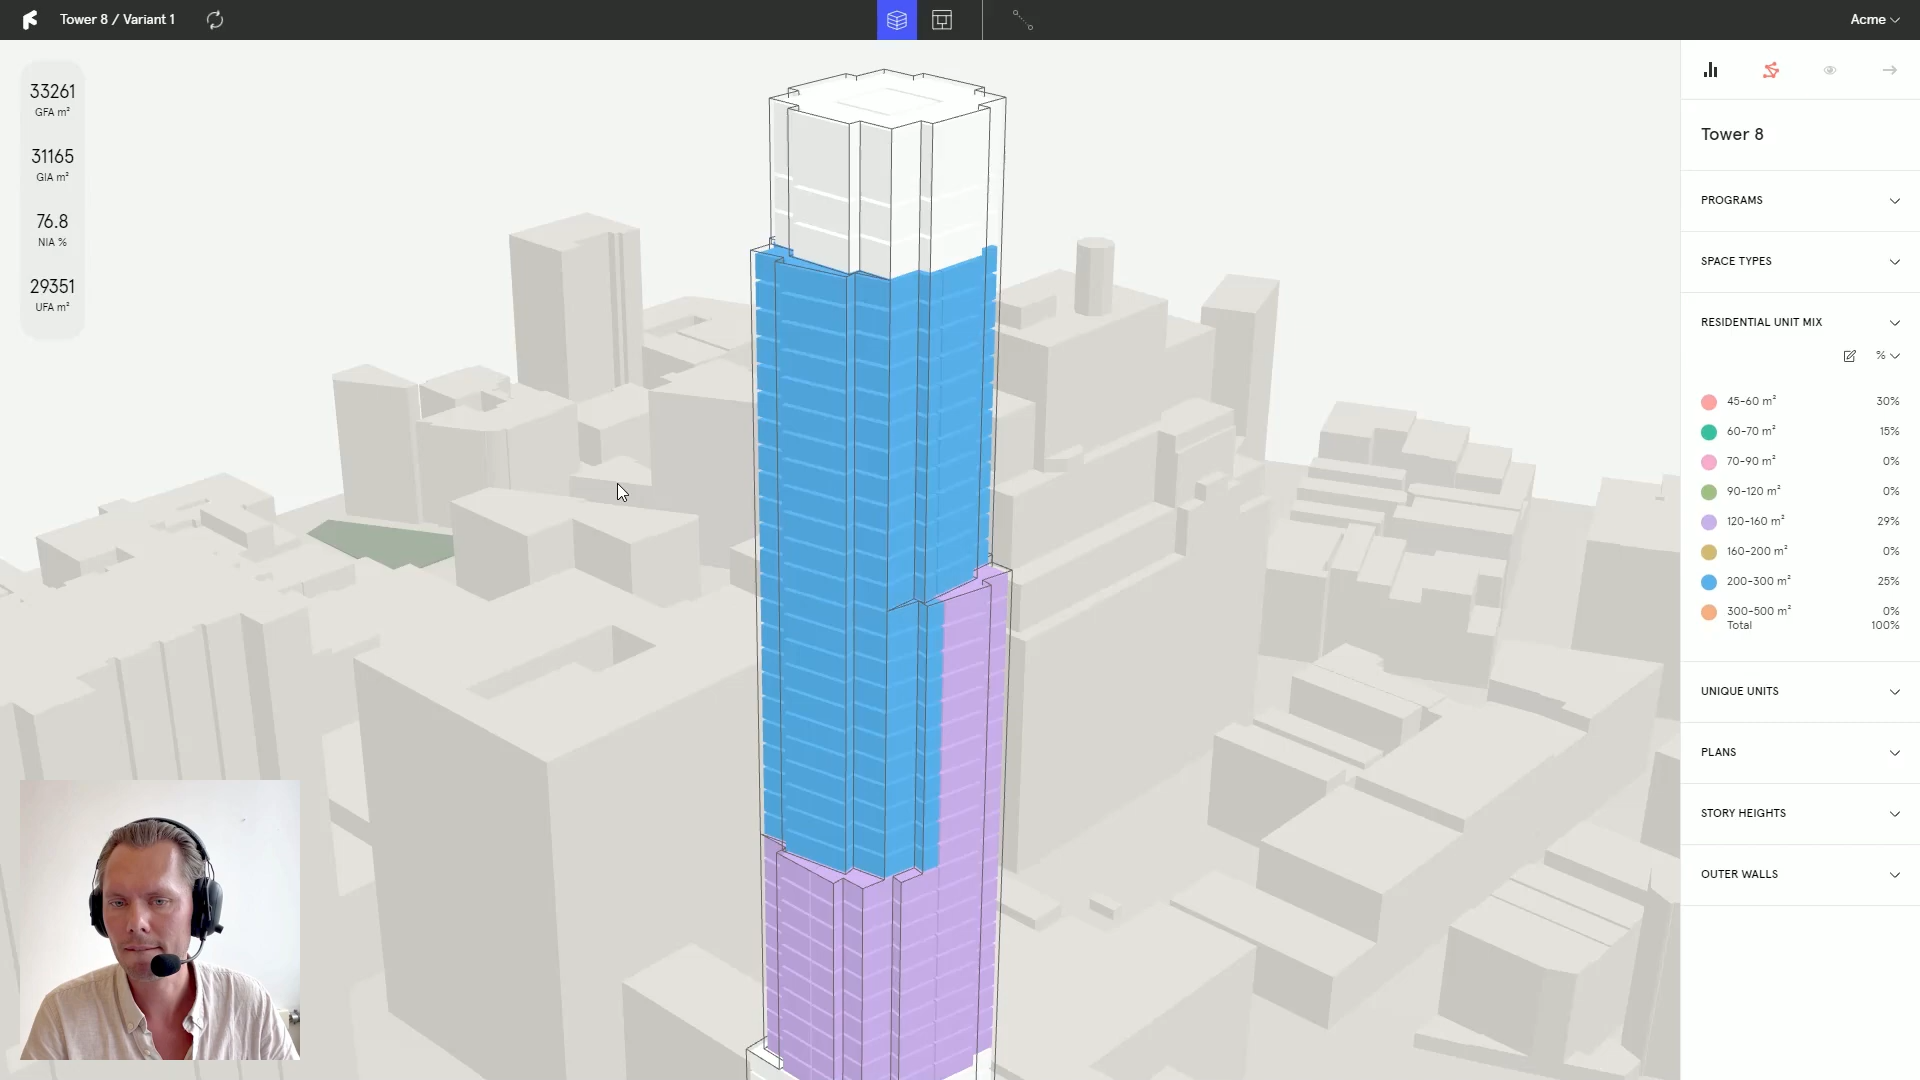 Tower 8 / Variant 1
Acme
33261
GFA m²
31165
GIA m²
76.8
NIA %
29351
UFA m²
Tower 8
PROGRAMS
SPACE TYPES
RESIDENTIAL UNIT MIX
%
45-60 m² 30%
60-70 m² 15%
70-90 m² 0%
90-120 m² 0%
120-160 m² 29%
160-200 m² 0%
200-300 m² 25%
300-500 m² 0%
Total 100%
UNIQUE UNITS
PLANS
STORY HEIGHTS
OUTER WALLS